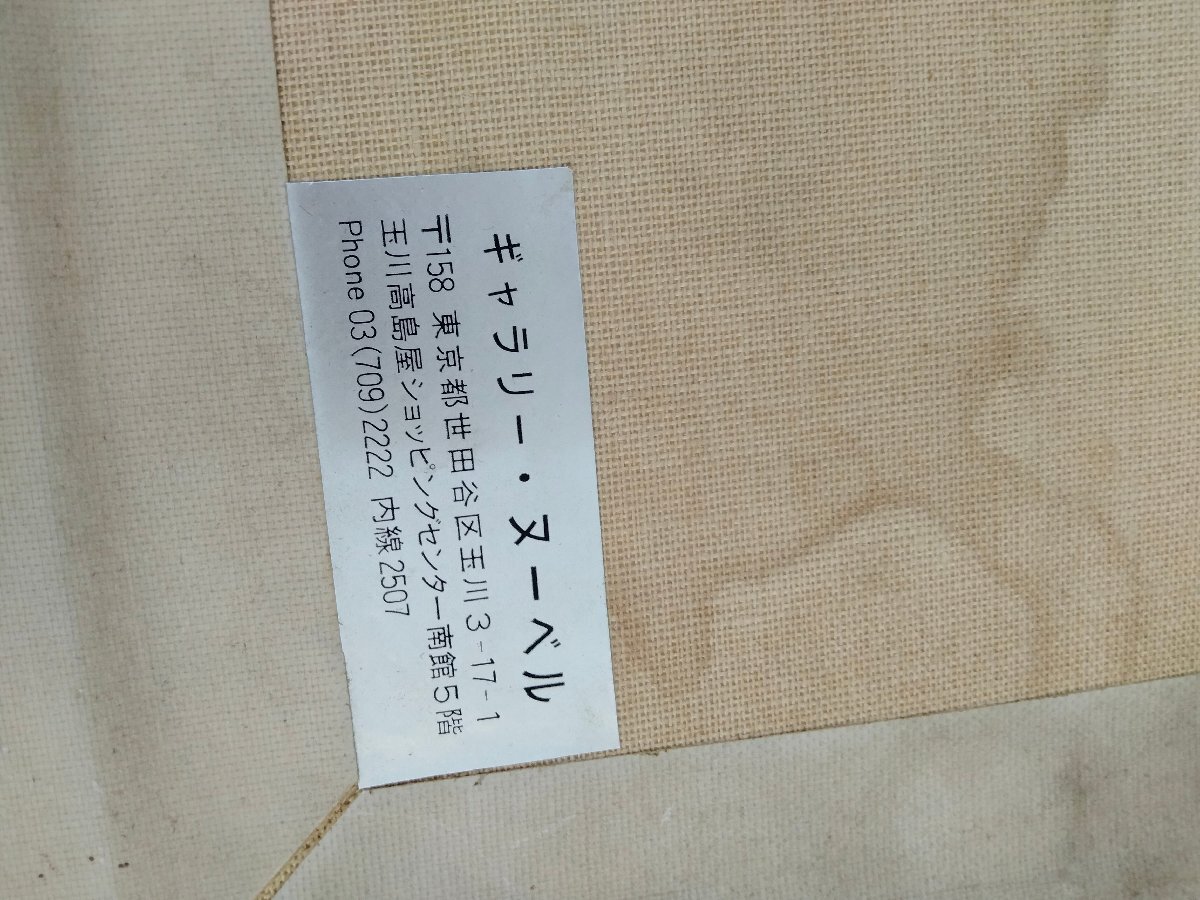 ギャラリー・ヌーベル
〒158 東京都世田谷区玉川3-17-1
玉川高島屋ショッピングセンター南館5階
Phone 03(709)2222 内線2507